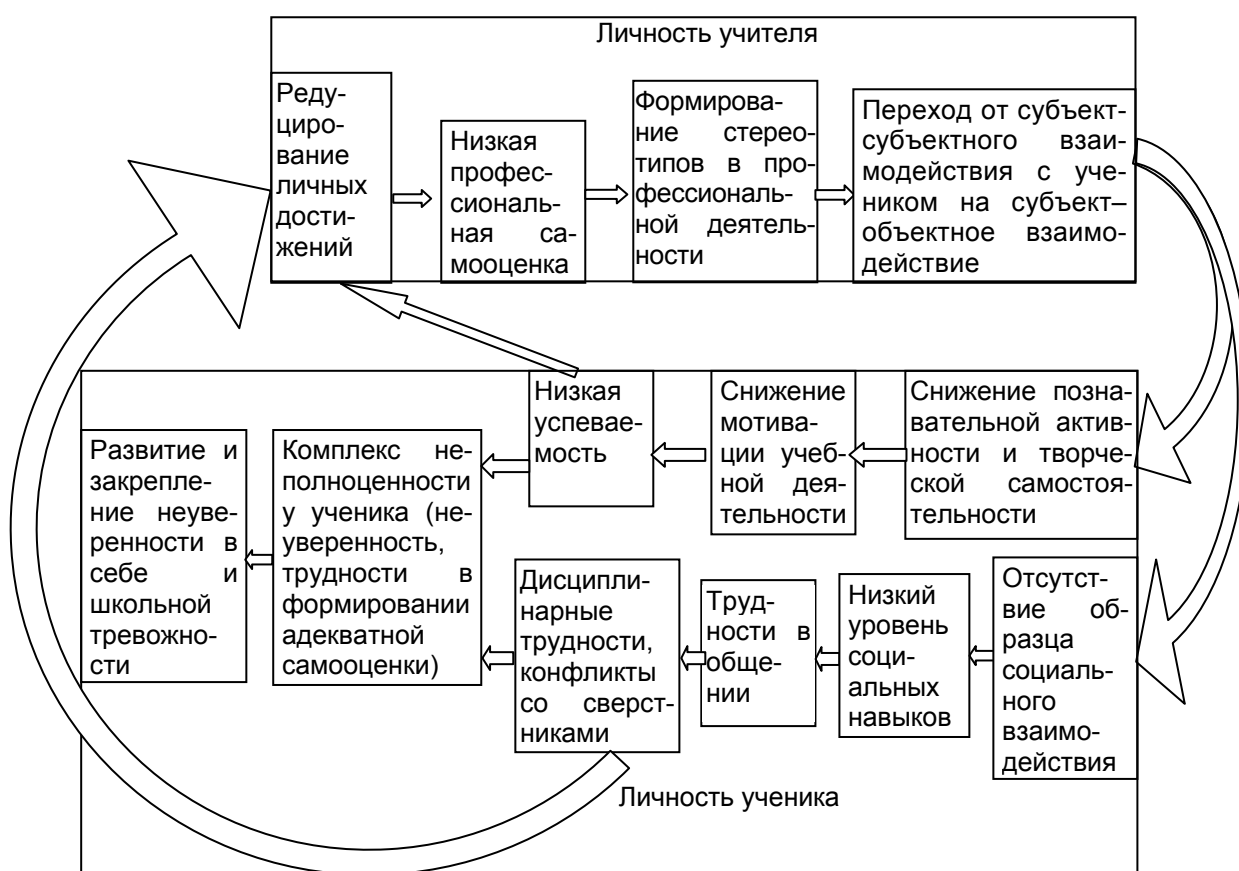 Личность учителя
Реду-
циро-
вание
личных
дости-
жений
Низкая
профес-
сиональ-
ная са-
мооценка
Формирова-
ние стерео-
типов в про-
фессиональ-
ной деятель-
ности
Переход от субъект-
субъектного взаи-
модействия с уче-
ником на субъект–
объектное взаимо-
действие
Снижение позна-
вательной актив-
ности и творче-
ской самостоя-
тельности
Снижение
мотива-
ции учеб-
ной дея-
тельности
Низкая
успевае-
мость
Комплекс не-
полноценности
у ученика (не-
уверенность,
трудности в
формировании
адекватной
самооценки)
Развитие и
закрепле-
ние неуве-
ренности в
себе и
школьной
тревожно-
сти
Отсутст-
вие об-
разца
социаль-
ного
взаимо-
действия
Низкий
уровень
соци-
альных
навыков
Труд-
ности в
обще-
нии
Дисципли-
нарные
трудности,
конфликты
со сверст-
никами
Личность ученика